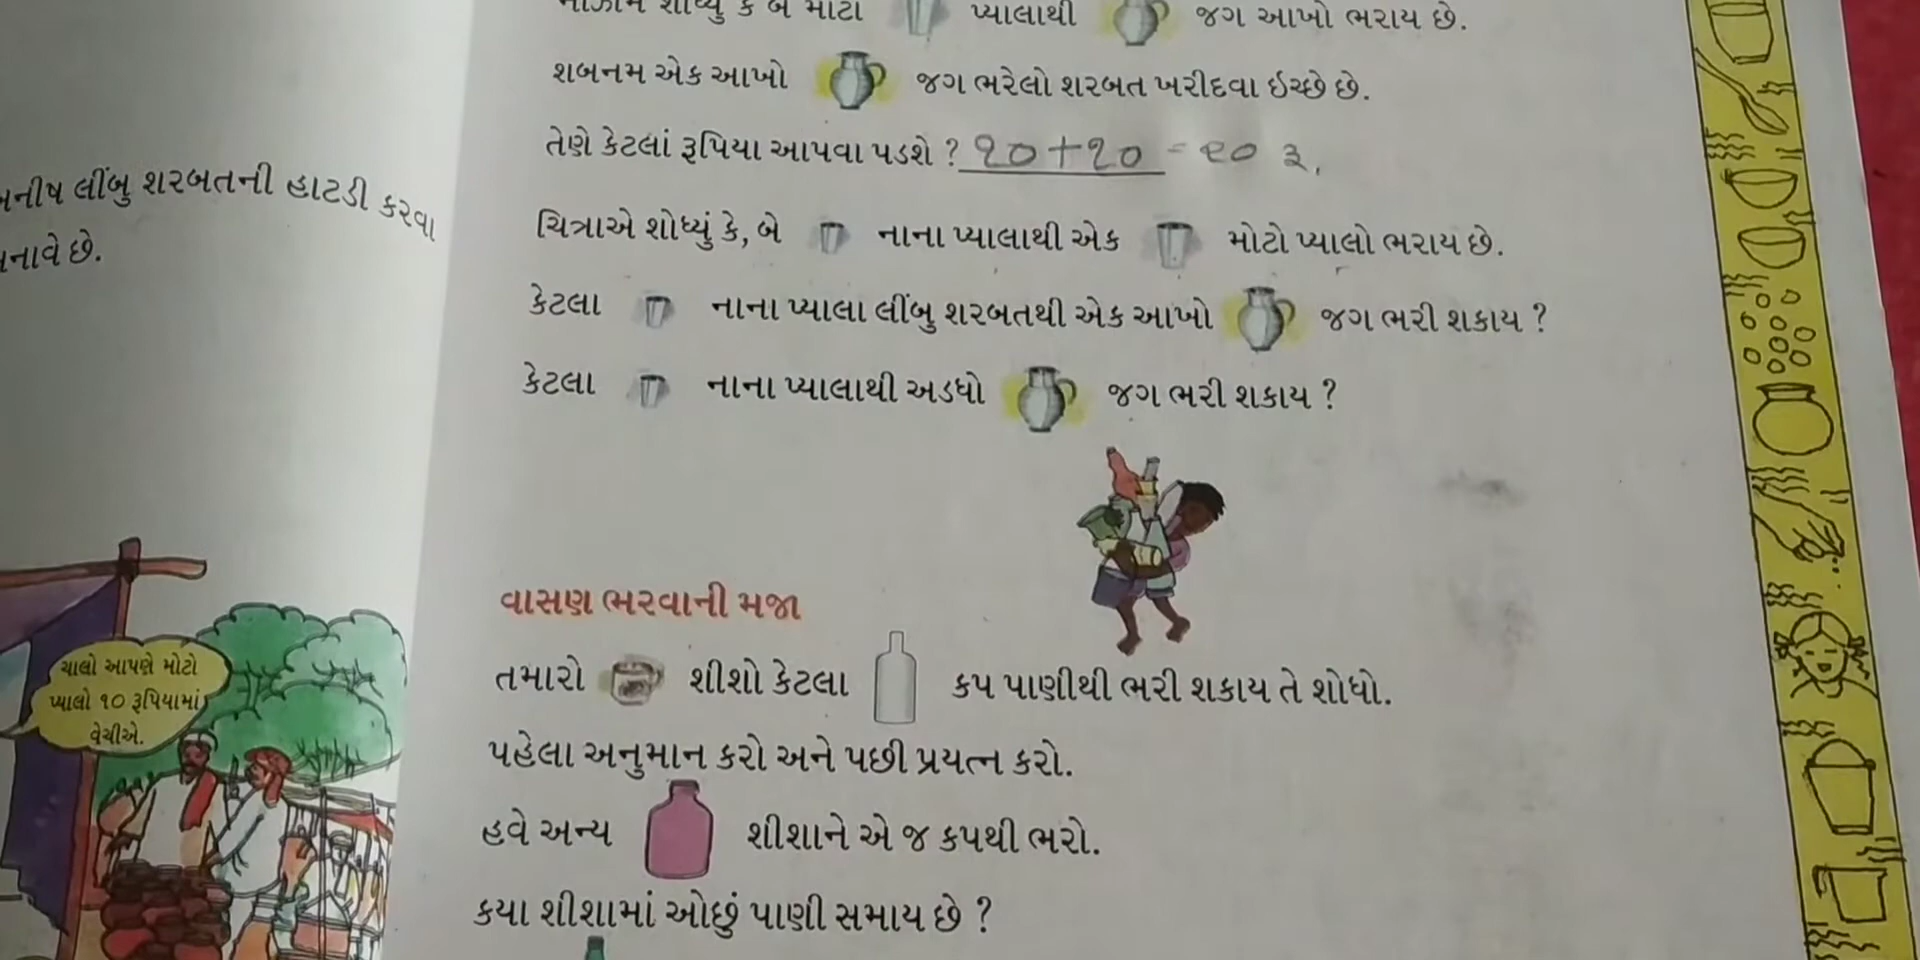 શોધ્યું કે બે મોટા પ્યાલાથી જગ આખો ભરાય છે.
શબનમ એક આખો જગ ભરેલો શરબત ખરીદવા ઇચ્છે છે.
તેણે કેટલાં રૂપિયા આપવા પડશે ? ૧૦+૧૦ = ૨૦ રૂ.
લીંબુ શરબતની હાટડી કરવા
છે.
ચિત્રાએ શોધ્યું કે, બે નાના પ્યાલાથી એક મોટો પ્યાલો ભરાય છે.
કેટલા નાના પ્યાલા લીંબુ શરબતથી એક આખો જગ ભરી શકાય ?
કેટલા નાના પ્યાલાથી અડધો જગ ભરી શકાય ?
વાસણ ભરવાની મજા
તમારો શીશો કેટલા કપ પાણીથી ભરી શકાય તે શોધો.
પહેલા અનુમાન કરો અને પછી પ્રયત્ન કરો.
હવે અન્ય શીશાને એ જ કપથી ભરો.
કયા શીશામાં ઓછું પાણી સમાય છે ?
ચાલો આપણે મોટો
પ્યાલો ૧૦ રૂપિયામાં
વેચીએ.